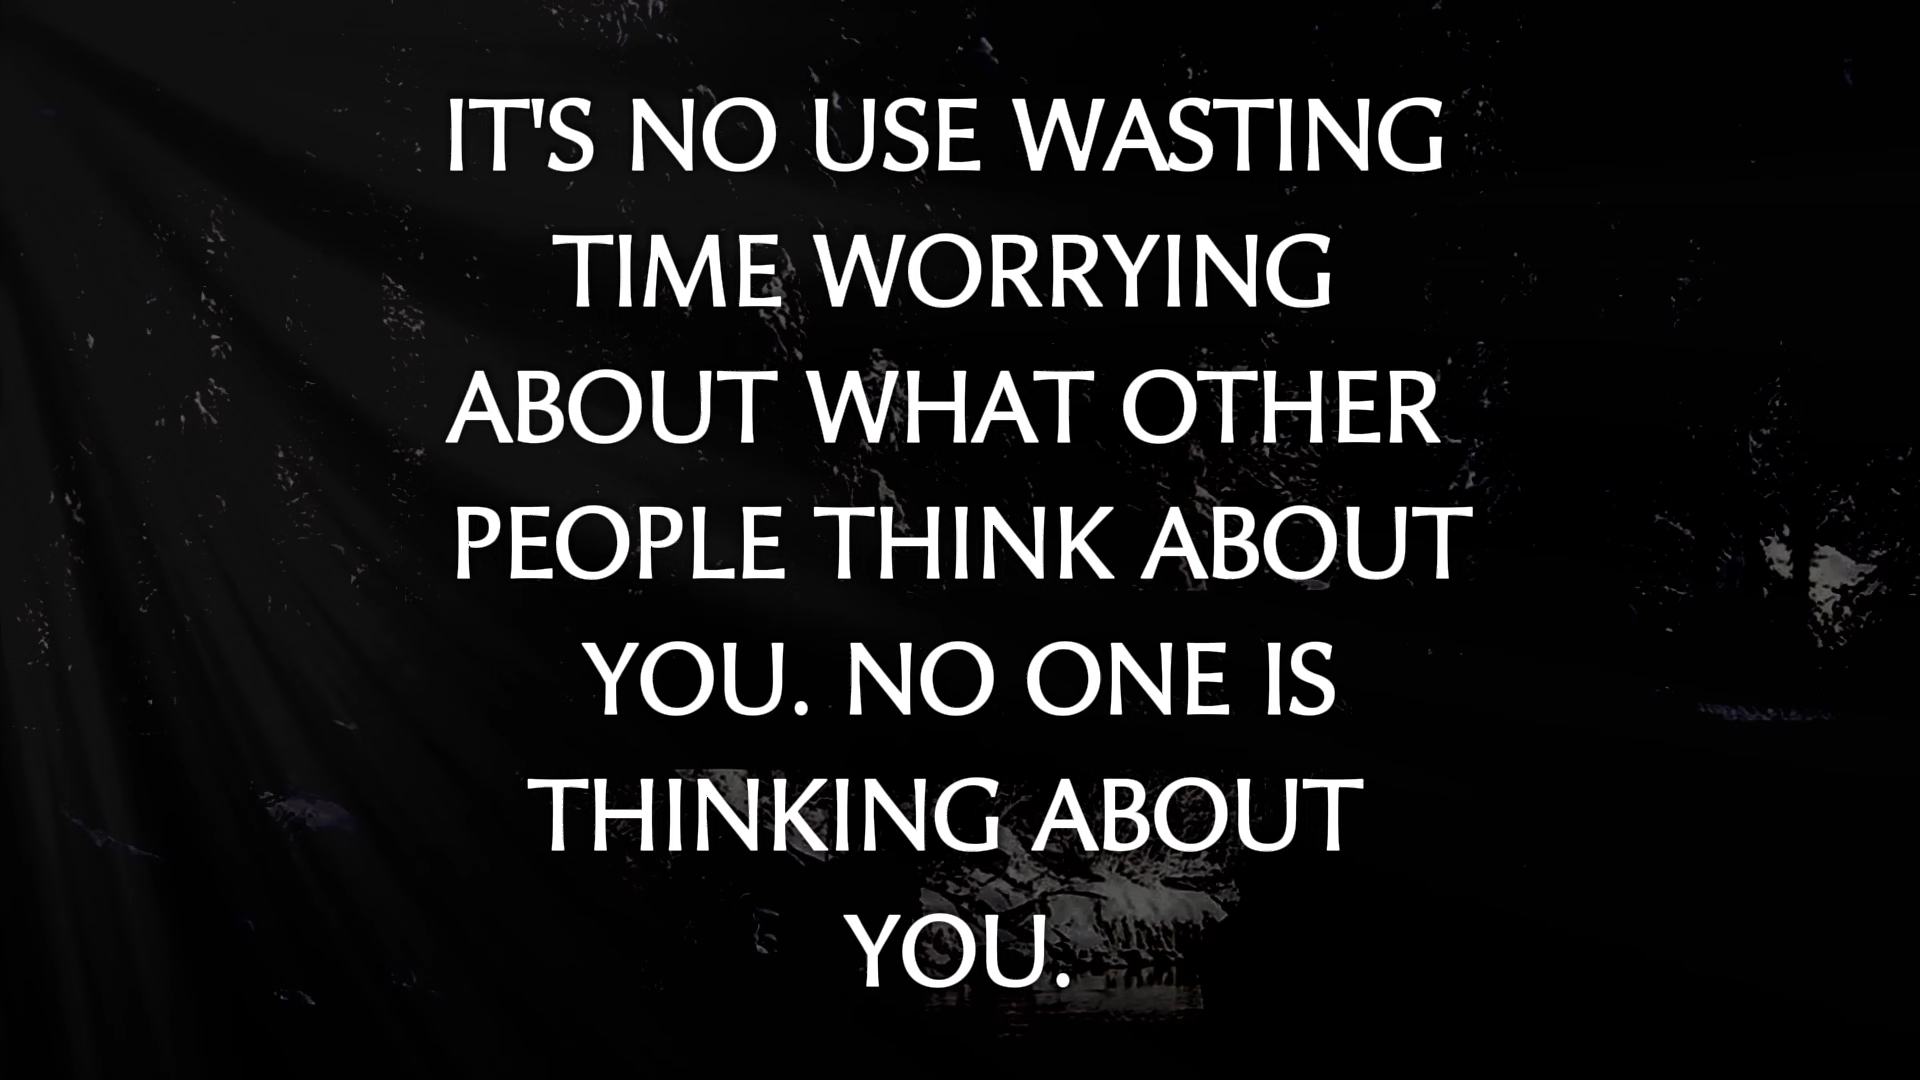 IT'S NO USE WASTING
TIME WORRYING
ABOUT WHAT OTHER
PEOPLE THINK ABOUT
YOU. NO ONE IS
THINKING ABOUT
YOU.